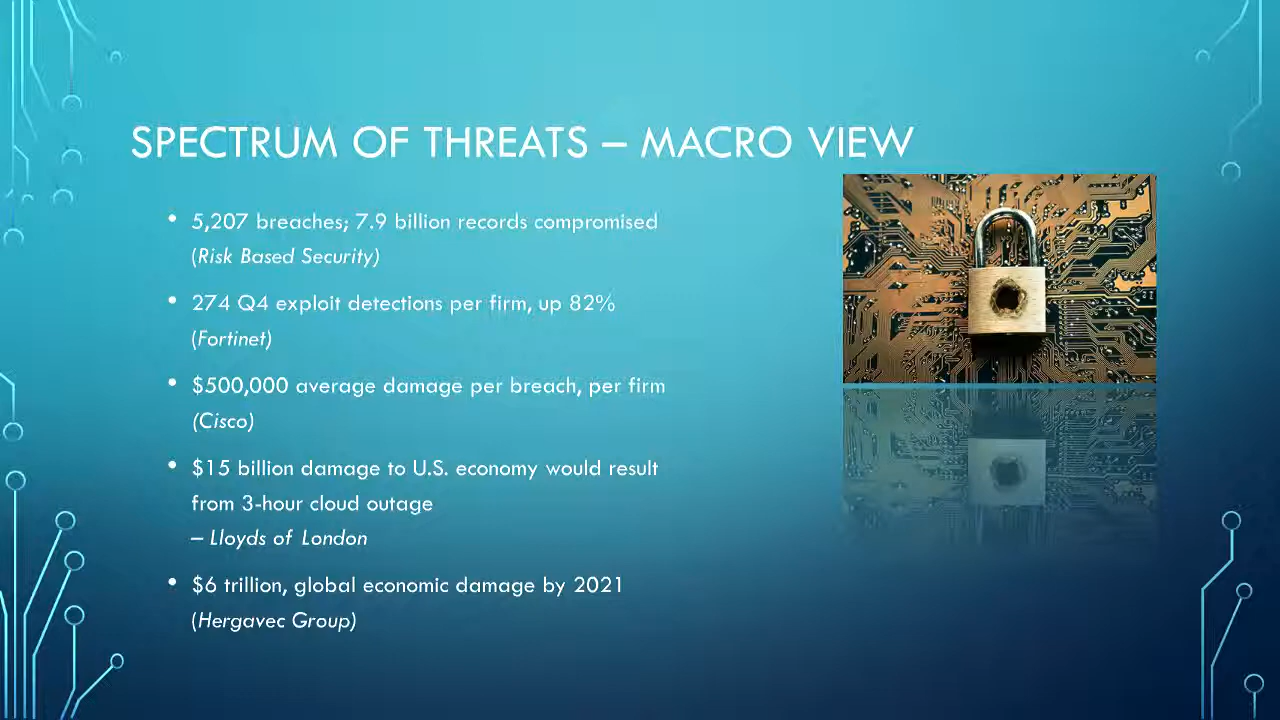 SPECTRUM OF THREATS – MACRO VIEW
• 5,207 breaches; 7.9 billion records compromised
(Risk Based Security)
• 274 Q4 exploit detections per firm, up 82%
(Fortinet)
• $500,000 average damage per breach, per firm
(Cisco)
• $15 billion damage to U.S. economy would result
from 3-hour cloud outage
– Lloyds of London
• $6 trillion, global economic damage by 2021
(Hergavec Group)